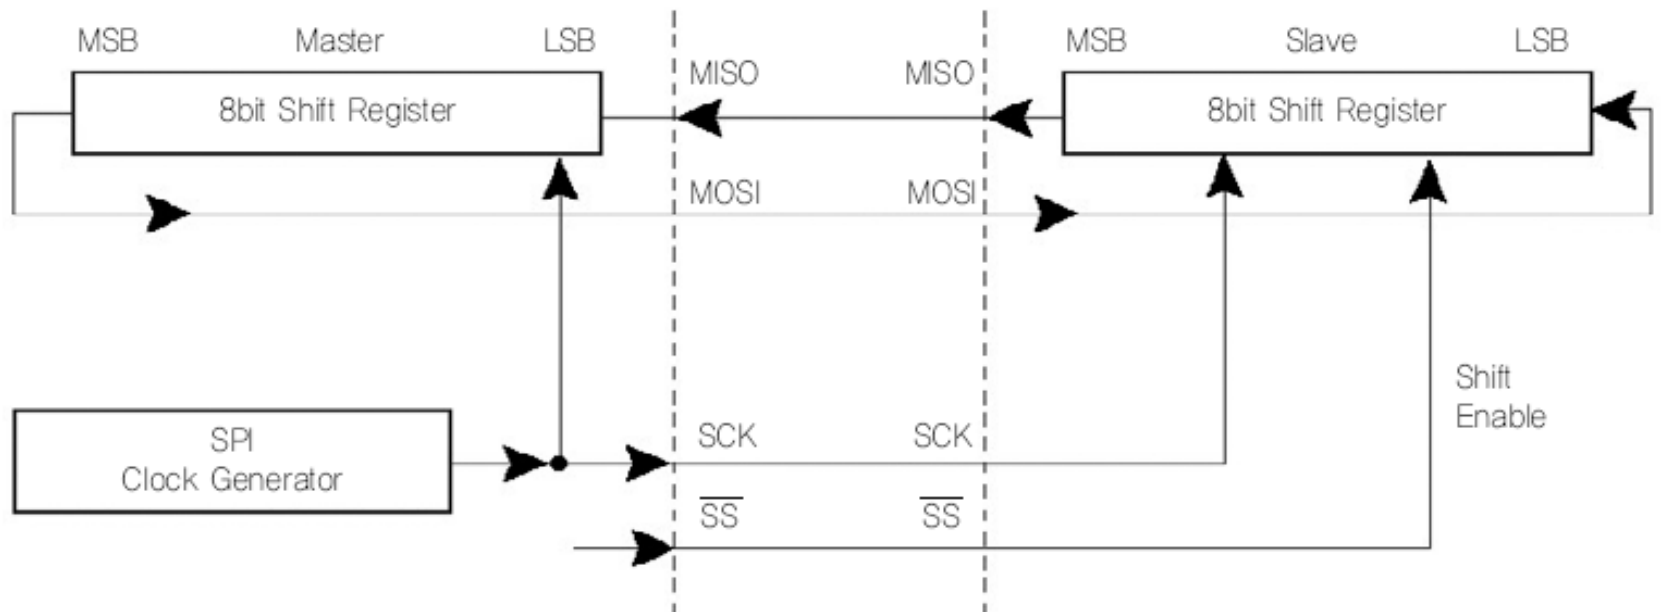 MSB Master LSB
MSB Slave LSB
8bit Shift Register
MISO MISO
8bit Shift Register
MOSI MOSI
Shift
Enable
SPI
Clock Generator
SCK SCK
SS SS